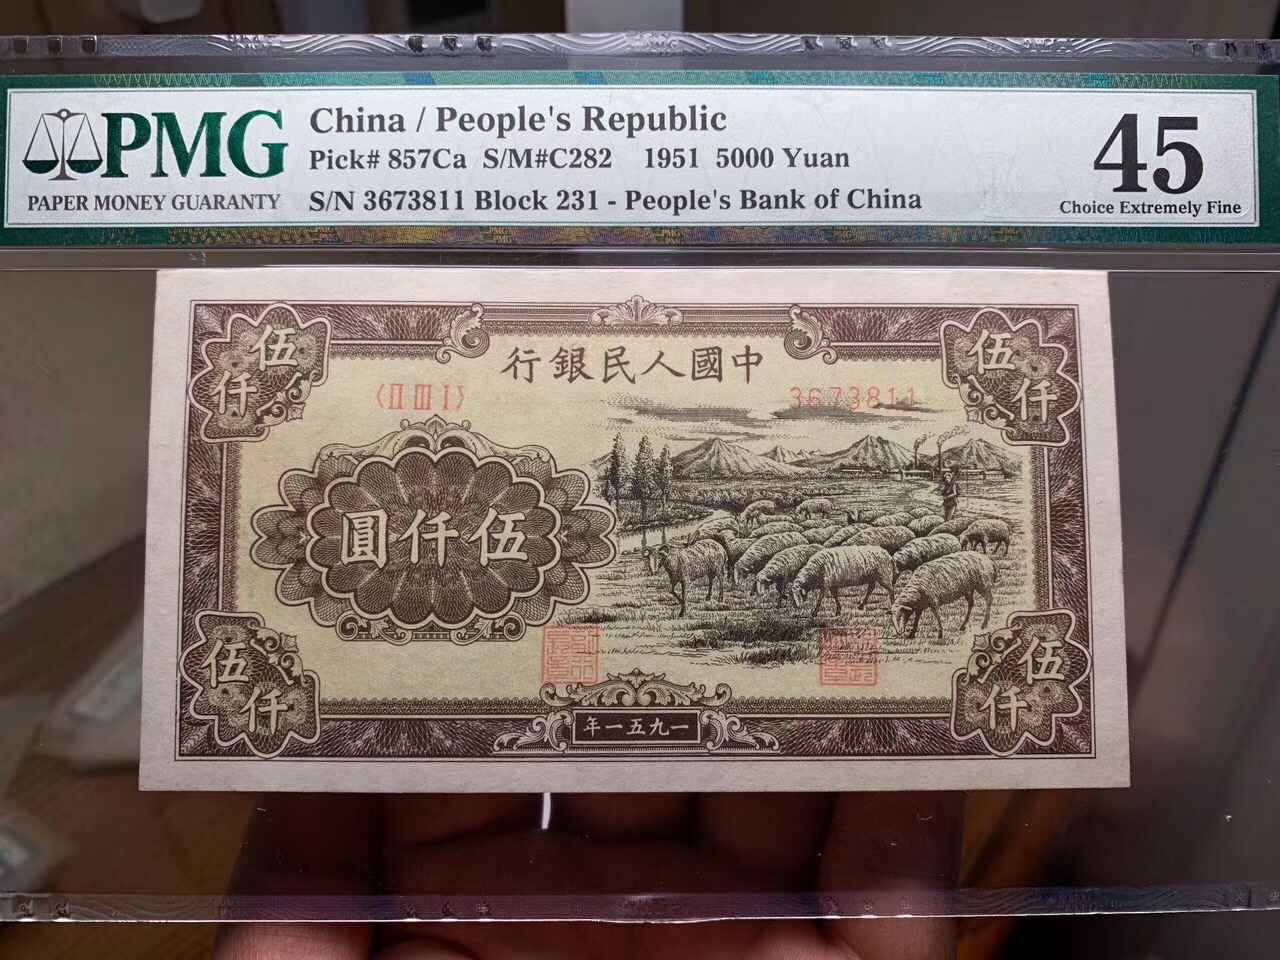 PMG
PAPER MONEY GUARANTY
China / People's Republic
Pick# 857Ca S/M#C282 1951 5000 Yuan
S/N 3673811 Block 231 - People's Bank of China
45
Choice Extremely Fine
伍仟
伍仟
行銀民人國中
〈II III I〉
3673811
圓仟伍
伍仟
伍仟
年一五九一